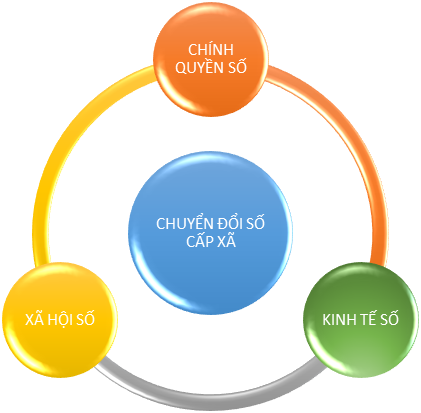 CHÍNH
QUYỀN SỐ
CHUYỂN ĐỔI SỐ
CẤP XÃ
XÃ HỘI SỐ
KINH TẾ SỐ